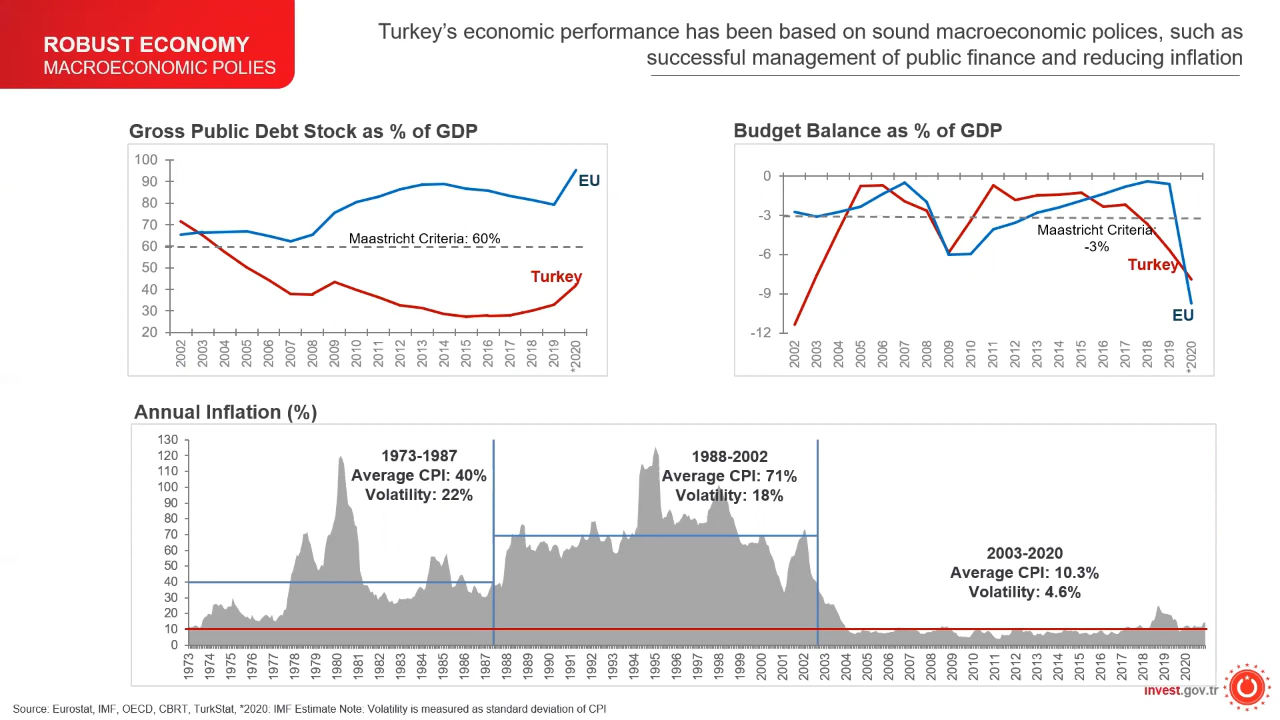 ROBUST ECONOMY
MACROECONOMIC POLIES
Turkey’s economic performance has been based on sound macroeconomic polices, such as
successful management of public finance and reducing inflation
Gross Public Debt Stock as % of GDP
100
90
80
70
60
50
40
30
20
EU
Maastricht Criteria: 60%
Turkey
2002 2003 2004 2005 2006 2007 2008 2009 2010 2011 2012 2013 2014 2015 2016 2017 2018 2019 *2020
Budget Balance as % of GDP
0
-3
-6
-9
-12
Maastricht Criteria:
-3%
Turkey
EU
2002 2003 2004 2005 2006 2007 2008 2009 2010 2011 2012 2013 2014 2015 2016 2017 2018 2019 *2020
Annual Inflation (%)
130
120
110
100
90
80
70
60
50
40
30
20
10
0
1973-1987
Average CPI: 40%
Volatility: 22%
1988-2002
Average CPI: 71%
Volatility: 18%
2003-2020
Average CPI: 10.3%
Volatility: 4.6%
1973 1974 1975 1976 1977 1978 1979 1980 1981 1982 1983 1984 1985 1986 1987 1988 1989 1990 1991 1992 1993 1994 1995 1996 1997 1998 1999 2000 2001 2002 2003 2004 2005 2006 2007 2008 2009 2010 2011 2012 2013 2014 2015 2016 2017 2018 2019 2020
invest.gov.tr
Source: Eurostat, IMF, OECD, CBRT, TurkStat, *2020: IMF Estimate Note: Volatility is measured as standard deviation of CPI